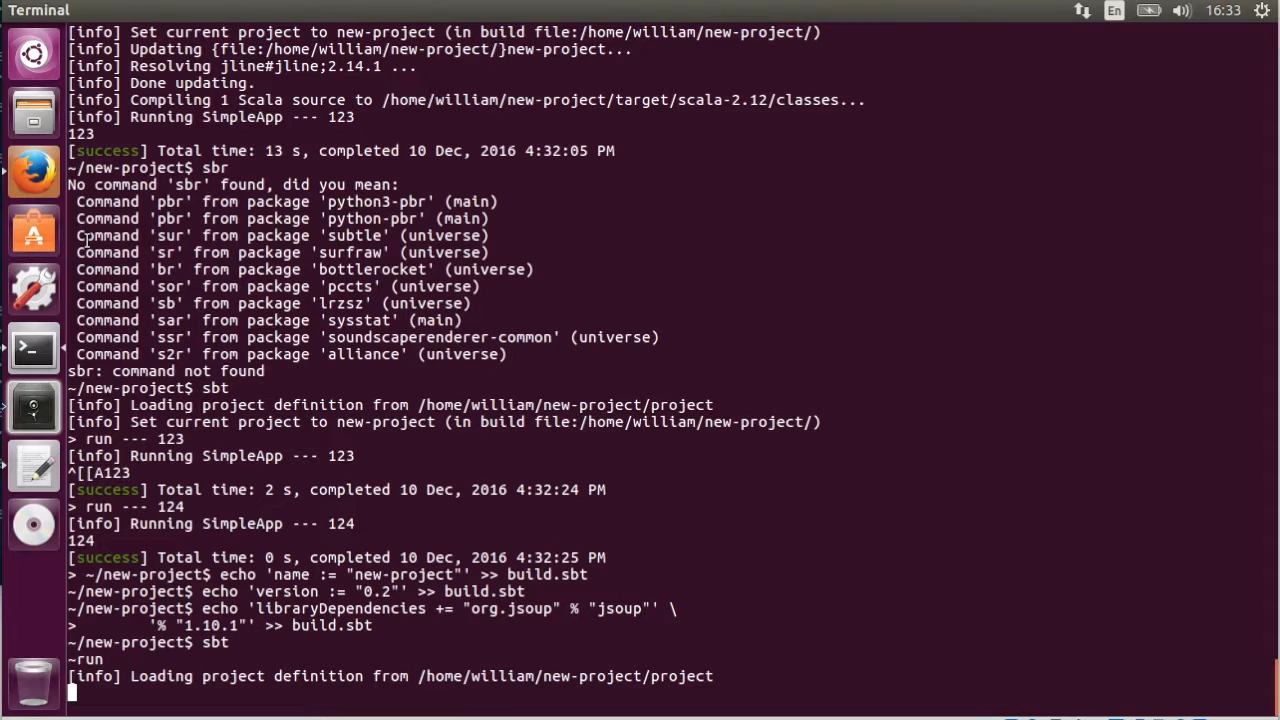 Terminal
En
16:33
[info] Set current project to new-project (in build file:/home/william/new-project/)
[info] Updating {file:/home/william/new-project/}new-project...
[info] Resolving jline#jline;2.14.1 ...
[info] Done updating.
[info] Compiling 1 Scala source to /home/william/new-project/target/scala-2.12/classes...
[info] Running SimpleApp --- 123
123
[success] Total time: 13 s, completed 10 Dec, 2016 4:32:05 PM
~/new-project$ sbr
No command 'sbr' found, did you mean:
 Command 'pbr' from package 'python3-pbr' (main)
 Command 'pbr' from package 'python-pbr' (main)
 Command 'sur' from package 'subtle' (universe)
 Command 'sr' from package 'surfraw' (universe)
 Command 'br' from package 'bottlerocket' (universe)
 Command 'sor' from package 'pccts' (universe)
 Command 'sb' from package 'lrzsz' (universe)
 Command 'sar' from package 'sysstat' (main)
 Command 'ssr' from package 'soundscaperenderer-common' (universe)
 Command 's2r' from package 'alliance' (universe)
sbr: command not found
~/new-project$ sbt
[info] Loading project definition from /home/william/new-project/project
[info] Set current project to new-project (in build file:/home/william/new-project/)
> run --- 123
[info] Running SimpleApp --- 123
^[[A123
[success] Total time: 2 s, completed 10 Dec, 2016 4:32:24 PM
> run --- 124
[info] Running SimpleApp --- 124
124
[success] Total time: 0 s, completed 10 Dec, 2016 4:32:25 PM
> ~/new-project$ echo 'name := "new-project"' >> build.sbt
~/new-project$ echo 'version := "0.2"' >> build.sbt
~/new-project$ echo 'libraryDependencies += "org.jsoup" % "jsoup"' \
>        '% "1.10.1"' >> build.sbt
~/new-project$ sbt
~run
[info] Loading project definition from /home/william/new-project/project